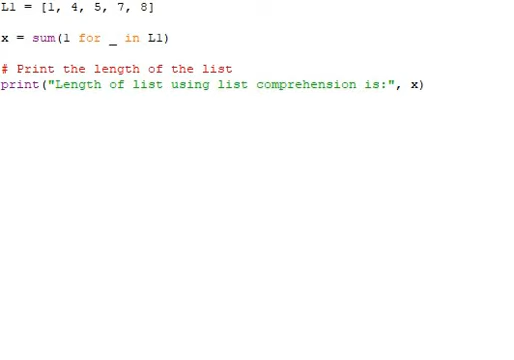 L1 = [1, 4, 5, 7, 8]
x = sum(1 for _ in L1)
# Print the length of the list
print("Length of list using list comprehension is:", x)